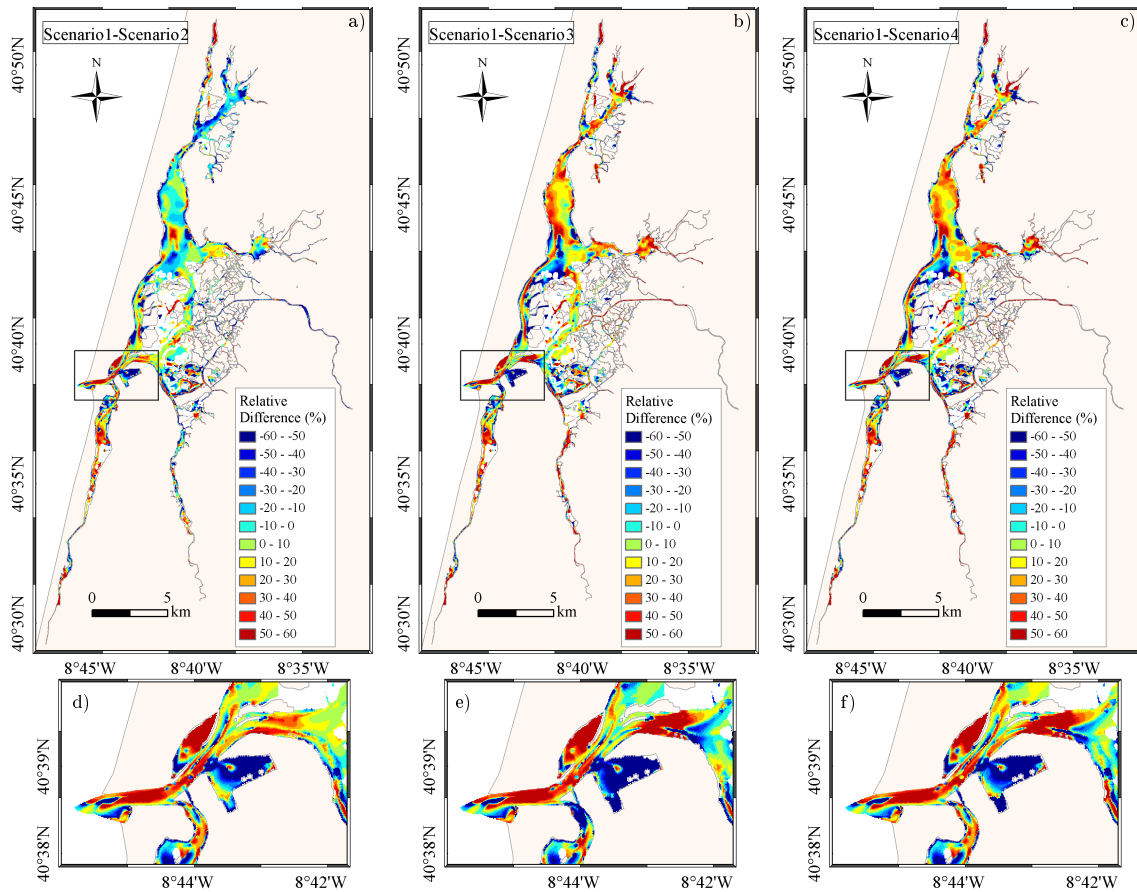 a)
Scenario1-Scenario2
N
40°50'N
40°45'N
40°40'N
40°35'N
40°30'N
Relative
Difference (%)
-60 - -50
-50 - -40
-40 - -30
-30 - -20
-20 - -10
-10 - 0
0 - 10
10 - 20
20 - 30
30 - 40
40 - 50
50 - 60
0 5
km
8°45'W 8°40'W 8°35'W
b)
Scenario1-Scenario3
N
40°50'N
40°45'N
40°40'N
40°35'N
40°30'N
Relative
Difference (%)
-60 - -50
-50 - -40
-40 - -30
-30 - -20
-20 - -10
-10 - 0
0 - 10
10 - 20
20 - 30
30 - 40
40 - 50
50 - 60
0 5
km
8°45'W 8°40'W 8°35'W
c)
Scenario1-Scenario4
N
40°50'N
40°45'N
40°40'N
40°35'N
40°30'N
Relative
Difference (%)
-60 - -50
-50 - -40
-40 - -30
-30 - -20
-20 - -10
-10 - 0
0 - 10
10 - 20
20 - 30
30 - 40
40 - 50
50 - 60
0 5
km
8°45'W 8°40'W 8°35'W
d)
40°39'N
40°38'N
8°44'W 8°42'W
e)
40°39'N
40°38'N
8°44'W 8°42'W
f)
40°39'N
40°38'N
8°44'W 8°42'W